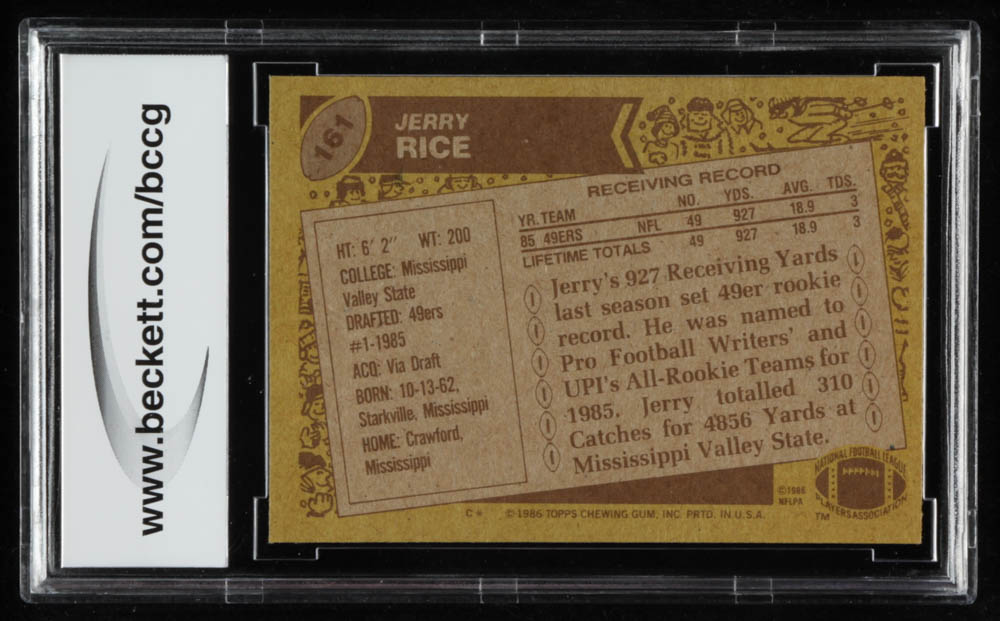 www.beckett.com/bccg
161
JERRY
RICE
RECEIVING RECORD
YR. TEAM NO. YDS. AVG. TDS.
85 49ERS NFL 49 927 18.9 3
LIFETIME TOTALS 49 927 18.9 3
HT: 6' 2" WT: 200
COLLEGE: Mississippi
Valley State
DRAFTED: 49ers
#1-1985
ACQ: Via Draft
BORN: 10-13-62,
Starkville, Mississippi
HOME: Crawford,
Mississippi
Jerry's 927 Receiving Yards
last season set 49er rookie
record. He was named to
Pro Football Writers' and
UPI's All-Rookie Teams for
1985. Jerry totalled 310
Catches for 4856 Yards at
Mississippi Valley State.
©1986
NFLPA
NATIONAL FOOTBALL LEAGUE
PLAYERS ASSOCIATION
TM
C* ©1986 TOPPS CHEWING GUM, INC. PRTD. IN U.S.A.